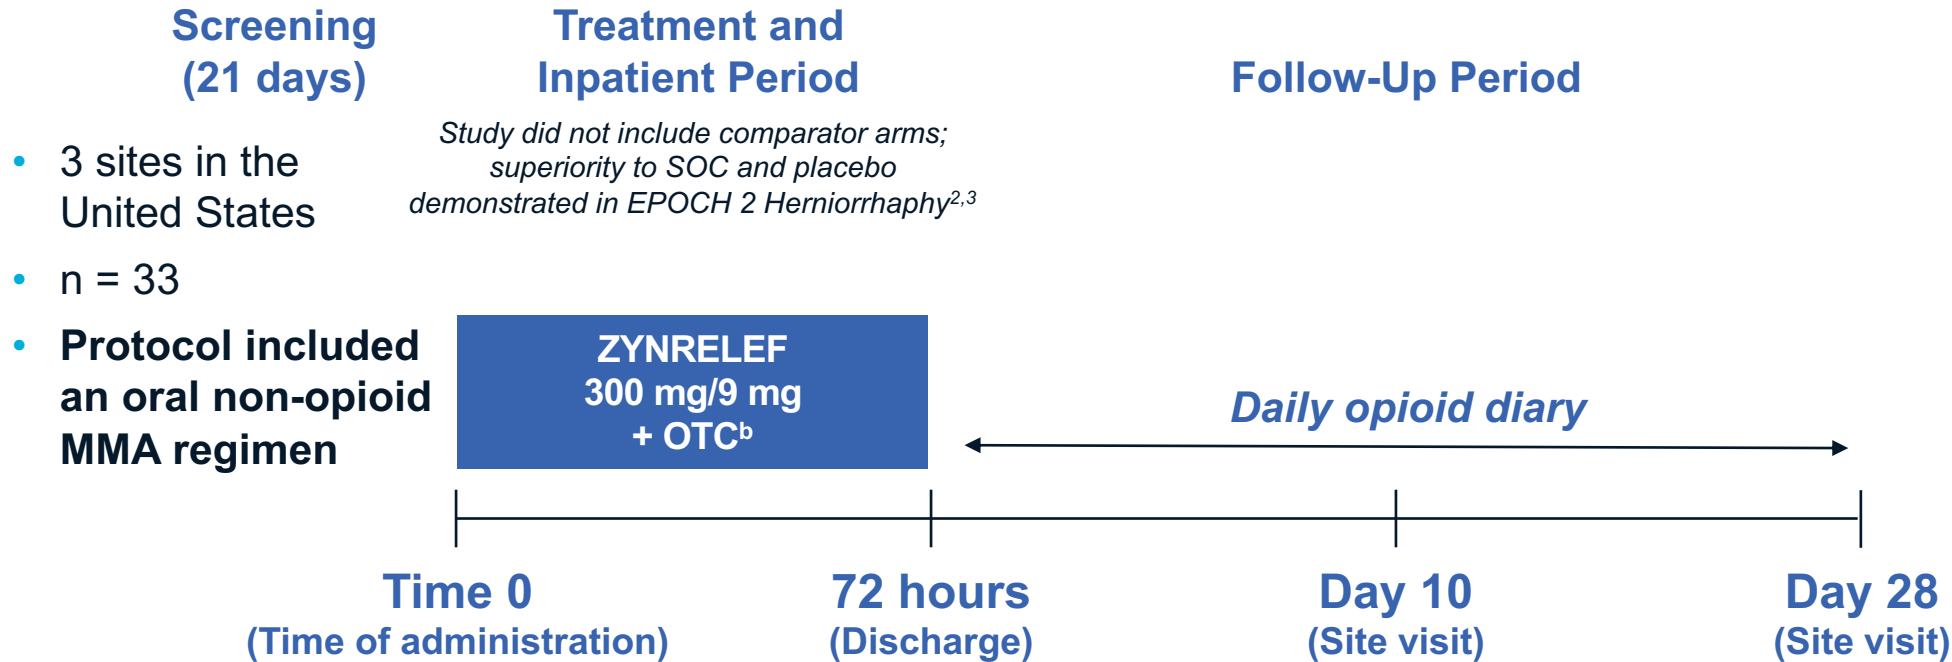 Screening
(21 days)
• 3 sites in the
United States
• n = 33
• Protocol included
an oral non-opioid
MMA regimen
Treatment and
Inpatient Period
Study did not include comparator arms;
superiority to SOC and placebo
demonstrated in EPOCH 2 Herniorrhaphy2,3
ZYNRELEF
300 mg/9 mg
+ OTCb
Follow-Up Period
Daily opioid diary
Time 0
(Time of administration)
72 hours
(Discharge)
Day 10
(Site visit)
Day 28
(Site visit)